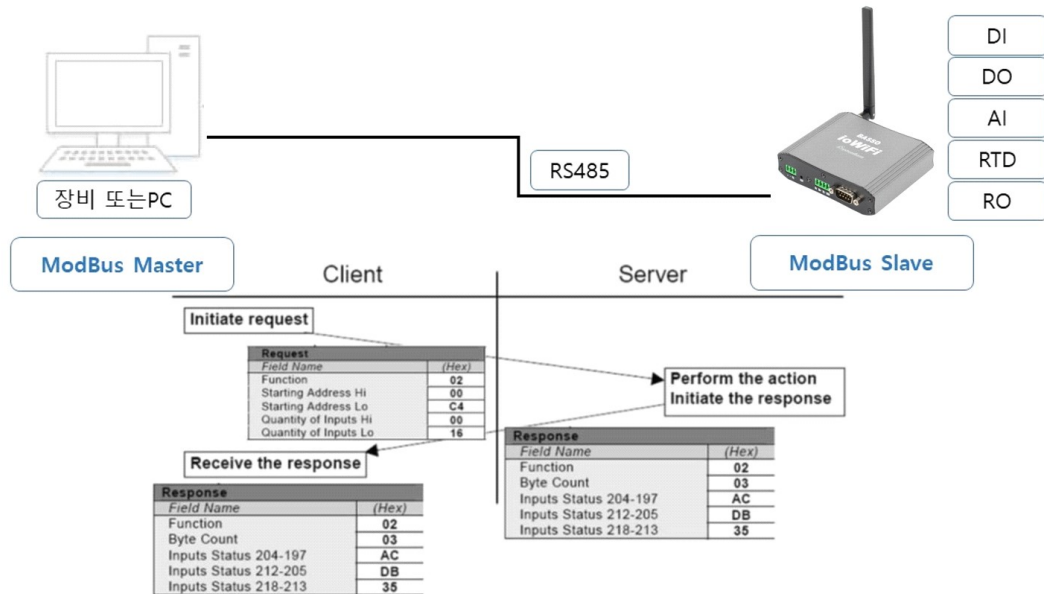 DI
DO
AI
RTD
RO
BASSO
IoWiFi
RS485
장비 또는PC
ModBus Master
ModBus Slave
Client
Server
Initiate request
Request
Field Name (Hex)
Function 02
Starting Address Hi 00
Starting Address Lo C4
Quantity of Inputs Hi 00
Quantity of Inputs Lo 16
Perform the action
Initiate the response
Receive the response
Response
Field Name (Hex)
Function 02
Byte Count 03
Inputs Status 204-197 AC
Inputs Status 212-205 DB
Inputs Status 218-213 35
Response
Field Name (Hex)
Function 02
Byte Count 03
Inputs Status 204-197 AC
Inputs Status 212-205 DB
Inputs Status 218-213 35